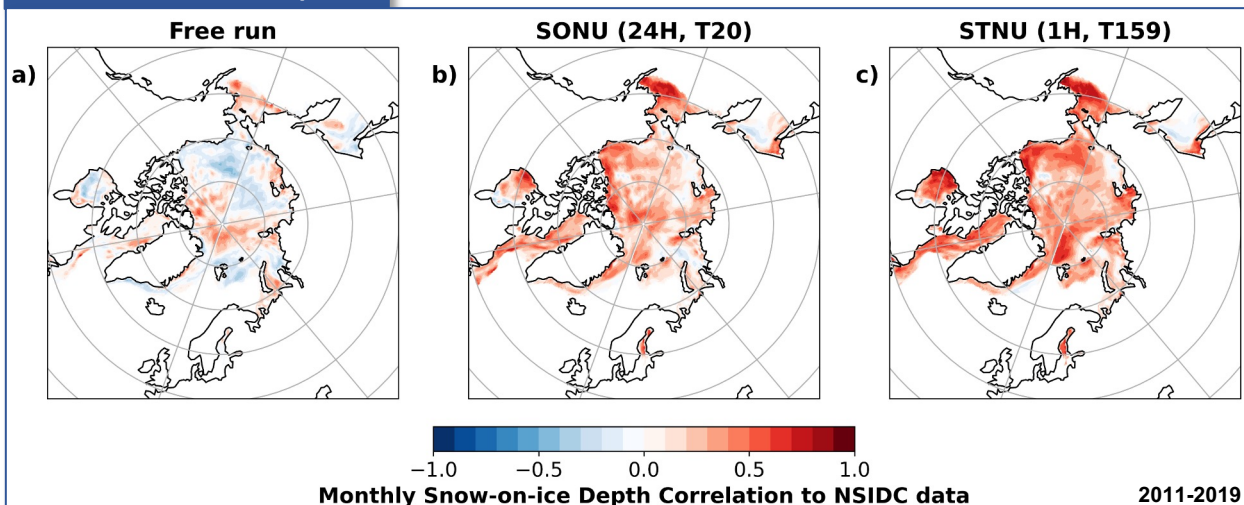 Free run
SONU (24H, T20)
STNU (1H, T159)
a)
b)
c)
−1.0
−0.5
0.0
0.5
1.0
Monthly Snow-on-ice Depth Correlation to NSIDC data
2011-2019